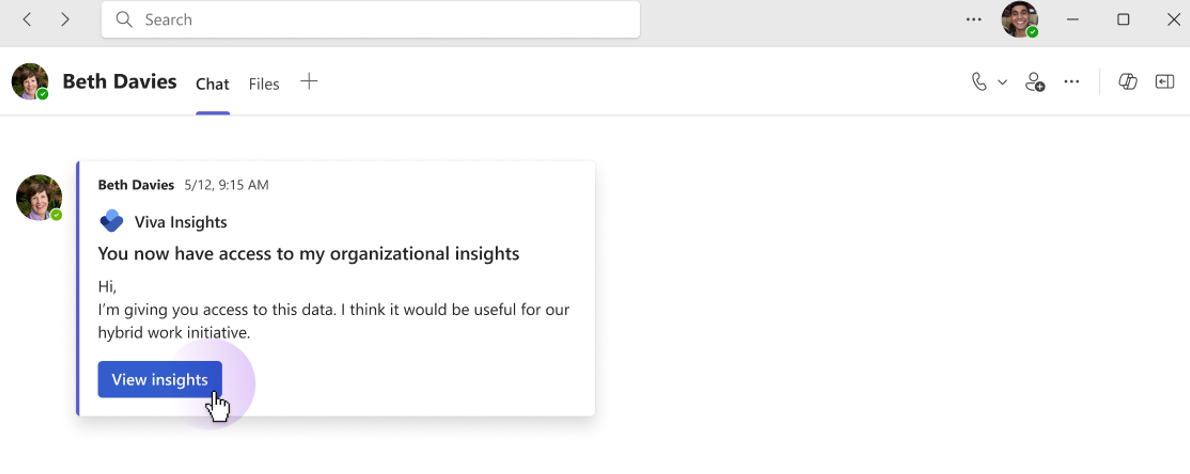 Search
Beth Davies Chat Files
Beth Davies 5/12, 9:15 AM
Viva Insights
You now have access to my organizational insights
Hi,
I'm giving you access to this data. I think it would be useful for our
hybrid work initiative.
View insights